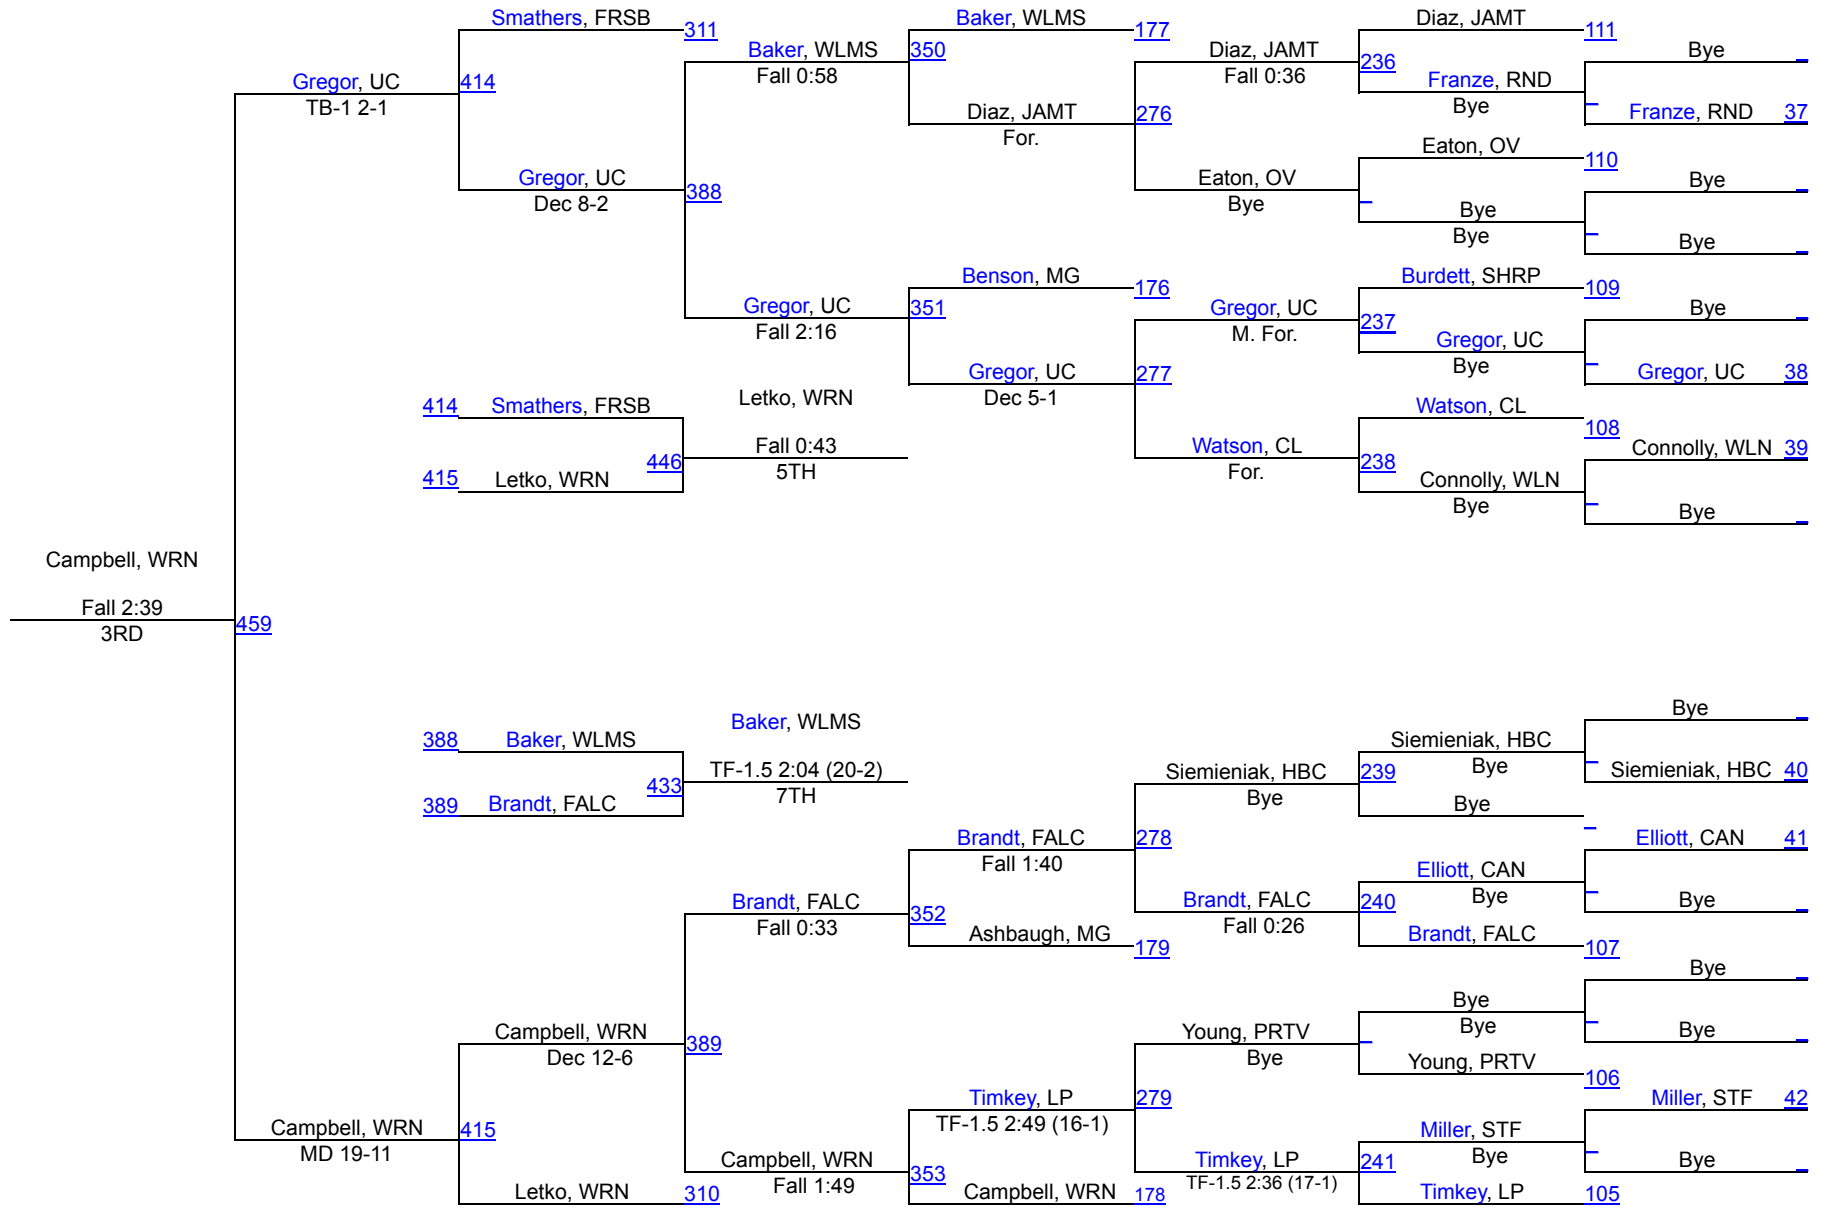 Smathers, FRSB
311
Baker, WLMS
177
Diaz, JAMT
111
Baker, WLMS
Fall 0:58
350
Diaz, JAMT
Fall 0:36
236
Bye
Gregor, UC
TB-1 2-1
414
Franze, RND
Bye
Diaz, JAMT
For.
276
Franze, RND 37
Eaton, OV
110
Gregor, UC
Dec 8-2
388
Eaton, OV
Bye
Bye
Bye
Bye
Bye
Benson, MG
176
Burdett, SHRP
109
Gregor, UC
Fall 2:16
351
Gregor, UC
M. For.
237
Bye
Gregor, UC
Bye
Gregor, UC
Dec 5-1
277
Gregor, UC 38
414 Smathers, FRSB
Letko, WRN
Watson, CL
108
446
Fall 0:43
5TH
Watson, CL
For.
238
Connolly, WLN 39
415 Letko, WRN
Connolly, WLN
Bye
Bye
Campbell, WRN
Fall 2:39
3RD
459
Bye
Baker, WLMS
388 Baker, WLMS
Siemieniak, HBC
Bye
433
TF-1.5 2:04 (20-2)
7TH
Siemieniak, HBC
Bye
239
Siemieniak, HBC 40
389 Brandt, FALC
Bye
Brandt, FALC
Fall 1:40
278
Elliott, CAN 41
Elliott, CAN
Bye
Brandt, FALC
Fall 0:33
352
Brandt, FALC
Fall 0:26
240
Bye
Ashbaugh, MG
179
Brandt, FALC
107
Bye
Bye
Bye
Campbell, WRN
Dec 12-6
389
Young, PRTV
Bye
Bye
Young, PRTV
106
Timkey, LP
TF-1.5 2:49 (16-1)
279
Miller, STF 42
Campbell, WRN
MD 19-11
415
Miller, STF
Bye
Campbell, WRN
Fall 1:49
353
Timkey, LP
TF-1.5 2:36 (17-1)
241
Bye
Letko, WRN
310
Campbell, WRN
178
Timkey, LP
105